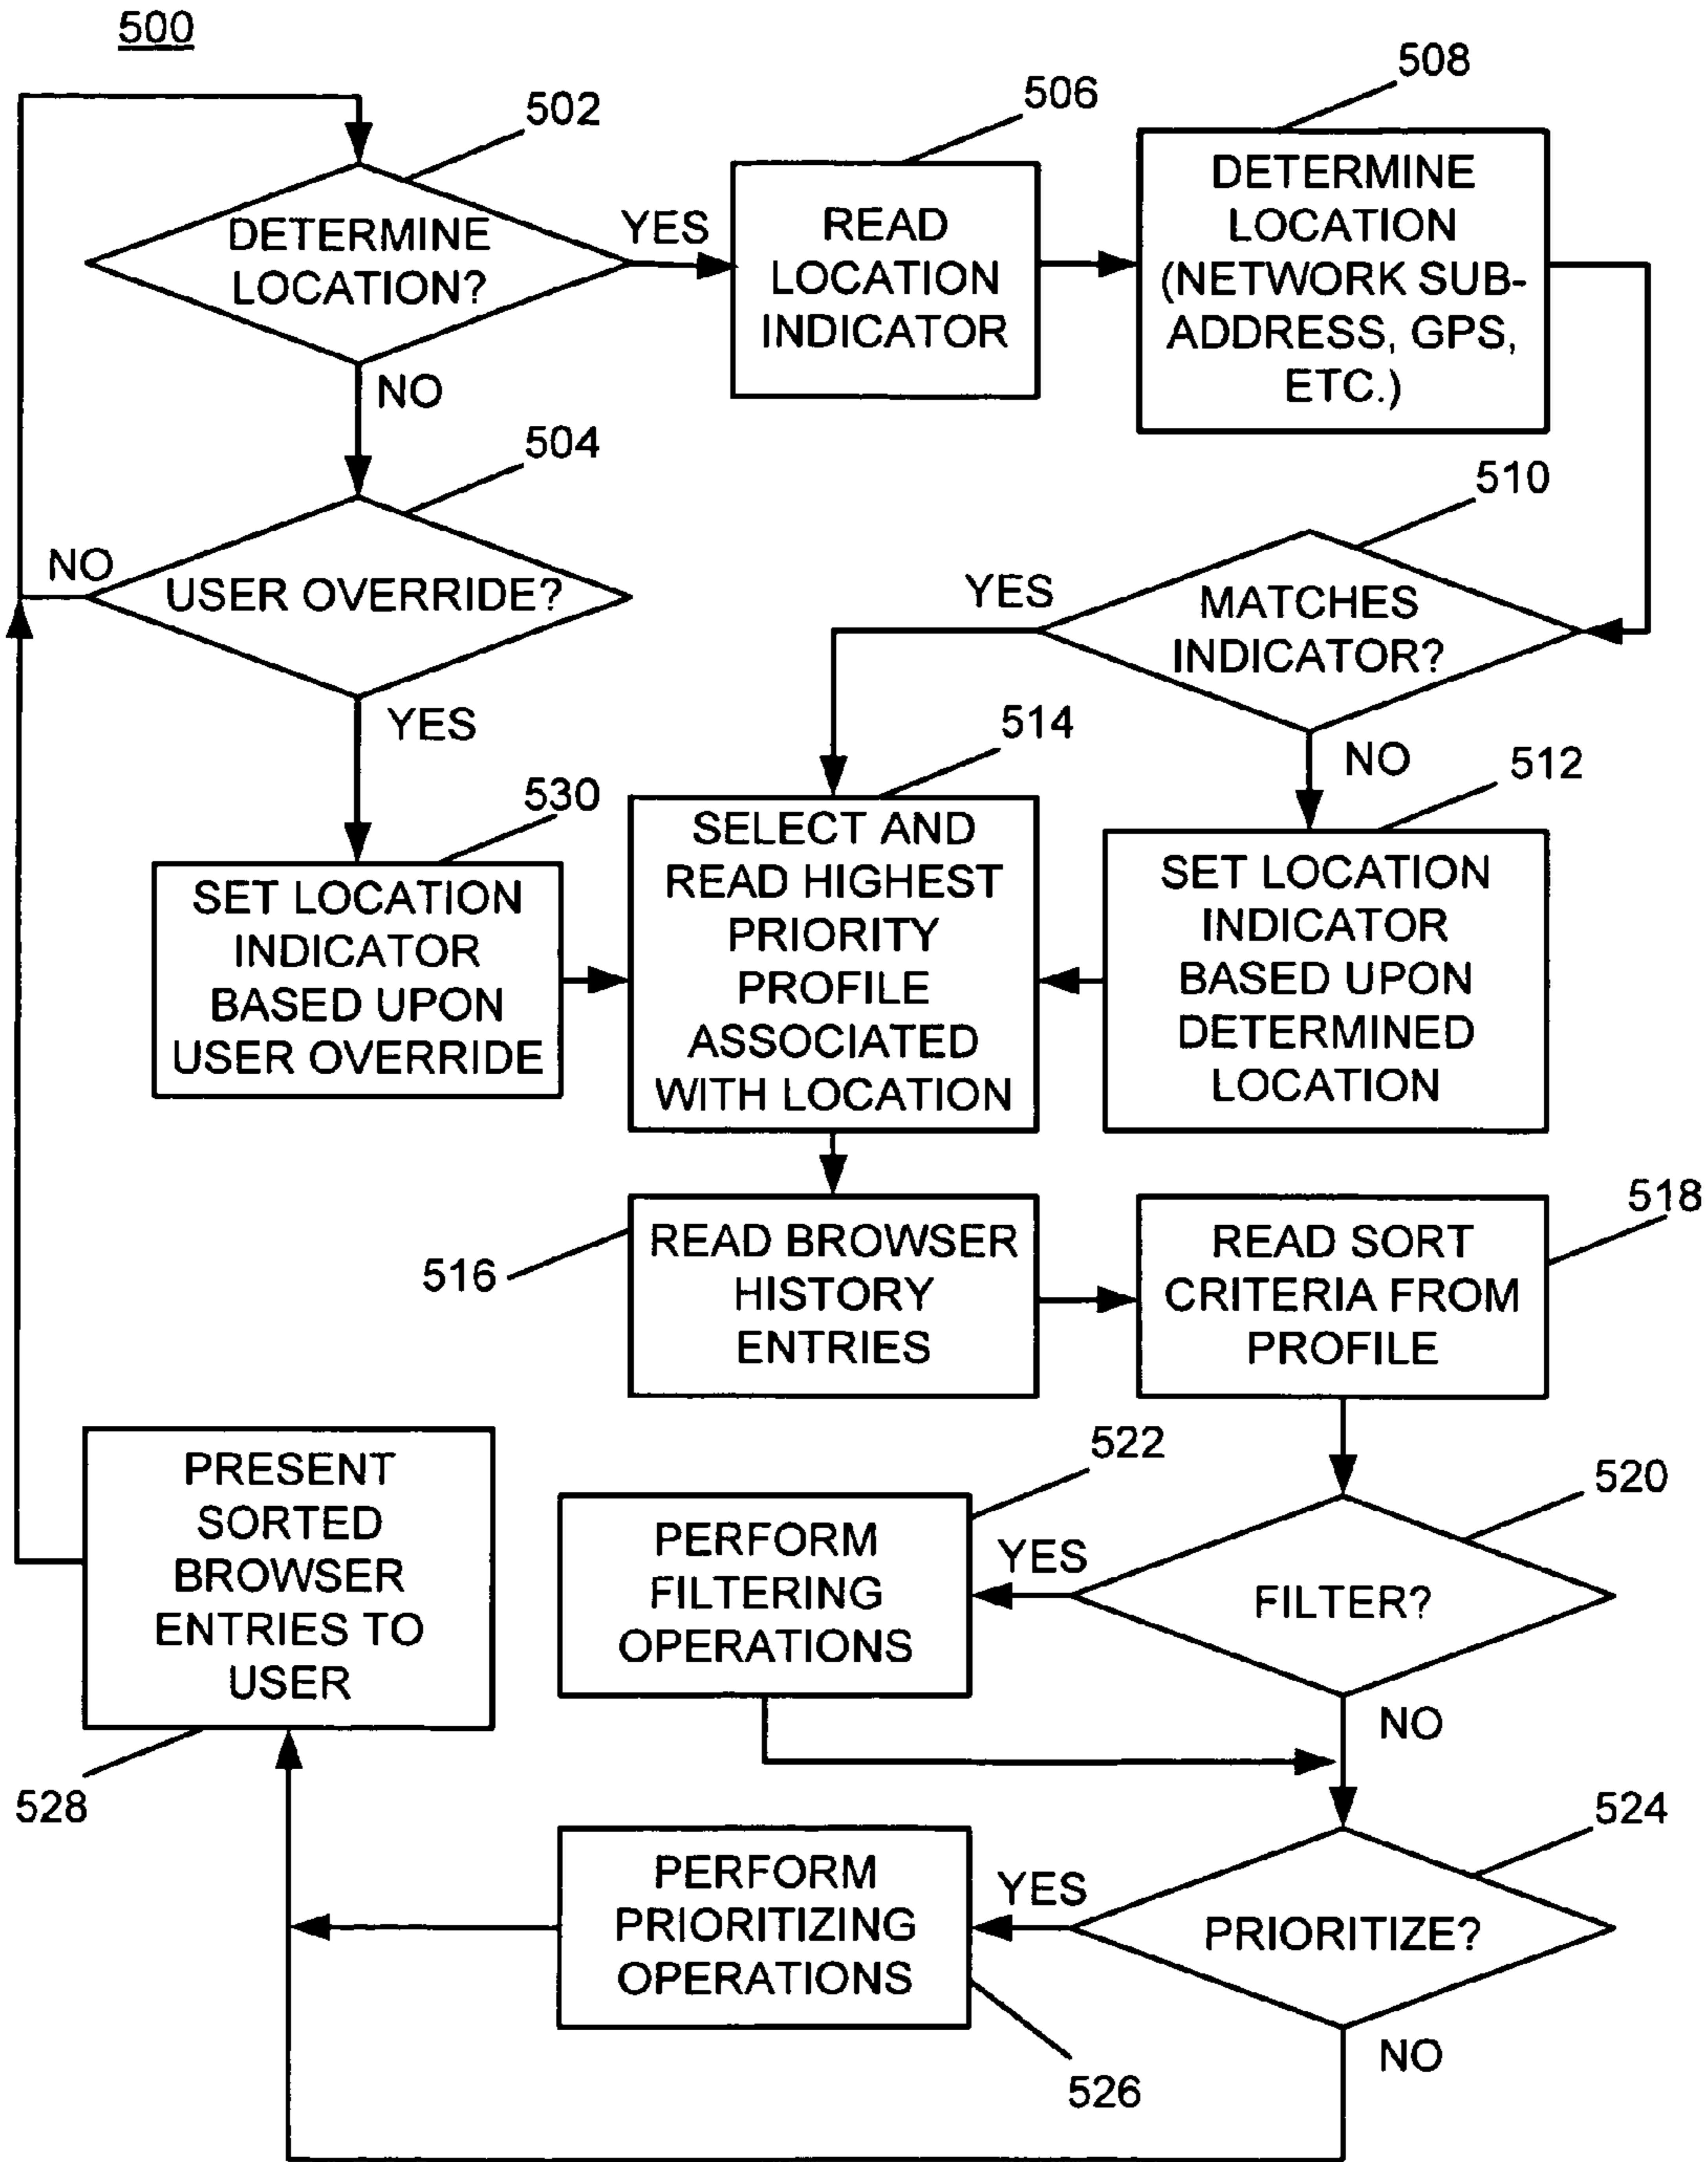 500
502
DETERMINE
LOCATION?
YES
NO
506
READ
LOCATION
INDICATOR
508
DETERMINE
LOCATION
(NETWORK SUB-
ADDRESS, GPS,
ETC.)
504
USER OVERRIDE?
NO
YES
510
MATCHES
INDICATOR?
YES
NO
530
SET LOCATION
INDICATOR
BASED UPON
USER OVERRIDE
514
SELECT AND
READ HIGHEST
PRIORITY
PROFILE
ASSOCIATED
WITH LOCATION
512
SET LOCATION
INDICATOR
BASED UPON
DETERMINED
LOCATION
516
READ BROWSER
HISTORY
ENTRIES
518
READ SORT
CRITERIA FROM
PROFILE
520
FILTER?
YES
NO
522
PERFORM
FILTERING
OPERATIONS
524
PRIORITIZE?
YES
NO
526
PERFORM
PRIORITIZING
OPERATIONS
PRESENT
SORTED
BROWSER
ENTRIES TO
USER
528